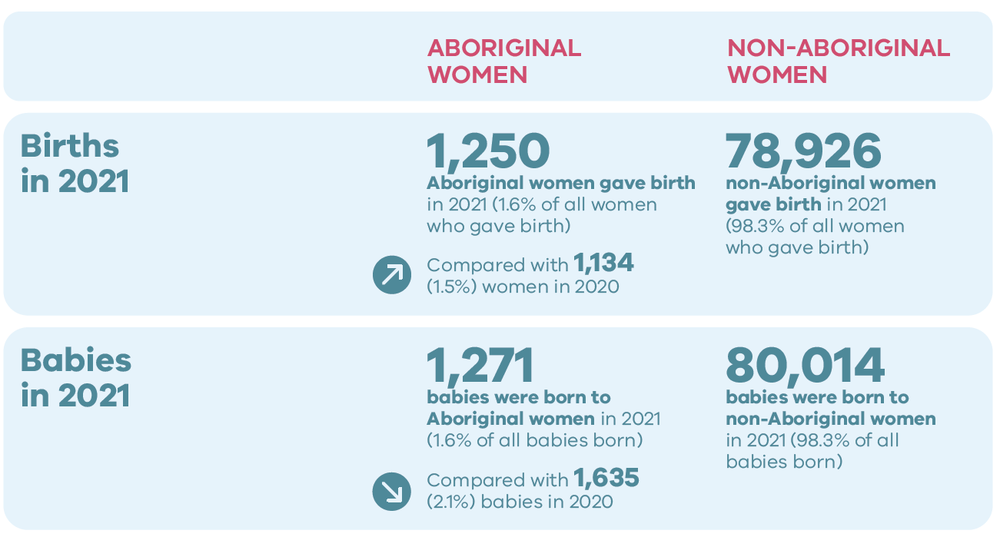 ABORIGINAL
WOMEN
NON-ABORIGINAL
WOMEN
Births
in 2021
1,250
Aboriginal women gave birth
in 2021 (1.6% of all women
who gave birth)
Compared with 1,134
(1.5%) women in 2020
78,926
non-Aboriginal women
gave birth in 2021
(98.3% of all women
who gave birth)
Babies
in 2021
1,271
babies were born to
Aboriginal women in 2021
(1.6% of all babies born)
Compared with 1,635
(2.1%) babies in 2020
80,014
babies were born to
non-Aboriginal women
in 2021 (98.3% of all
babies born)